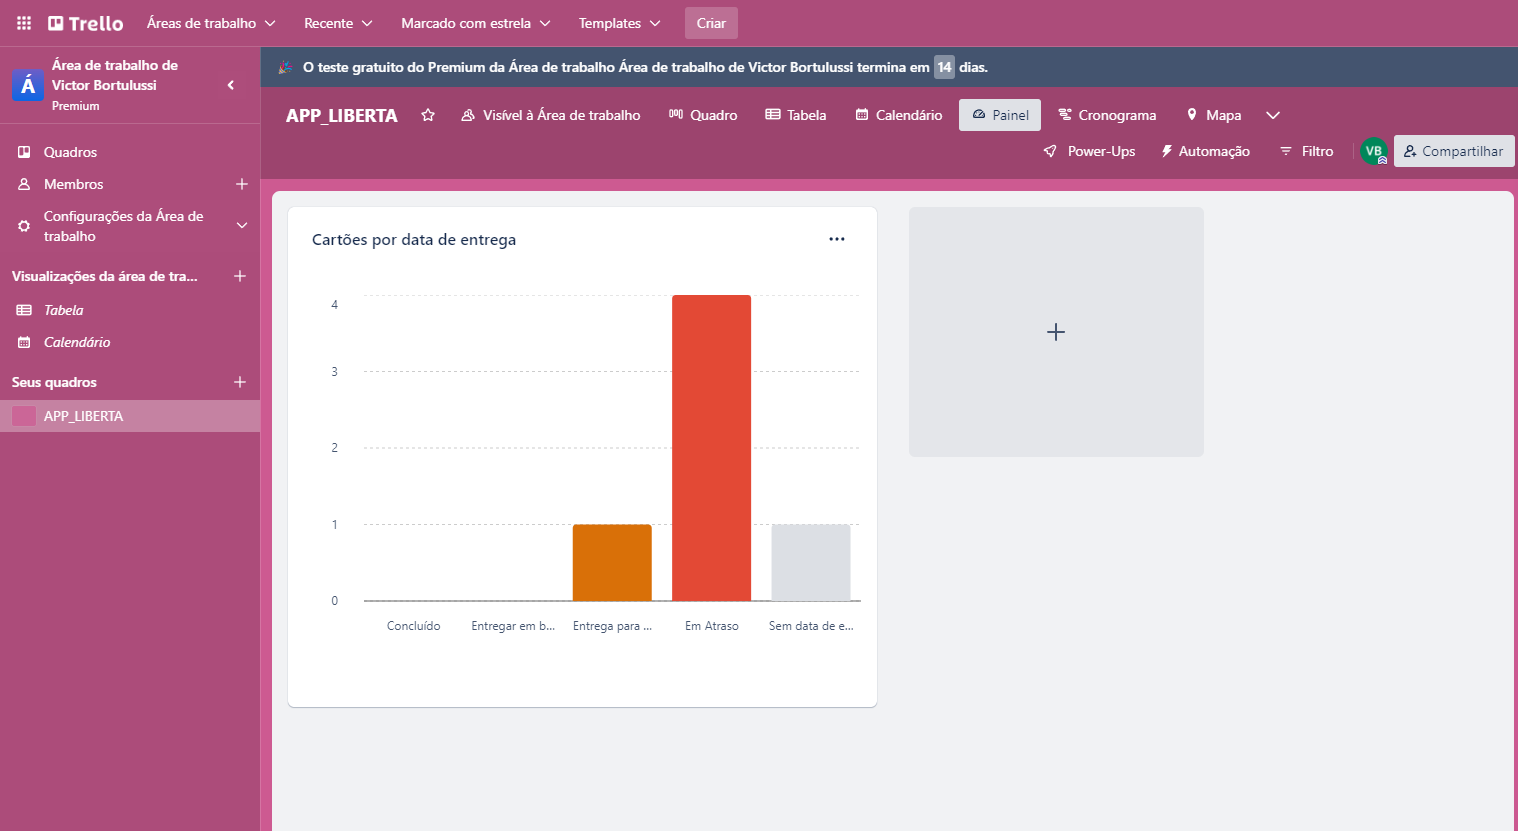 Trello
Áreas de trabalho
Recente
Marcado com estrela
Templates
Criar
Á
Área de trabalho de
Victor Bortulussi
Premium
Quadros
Membros
Configurações da Área de
trabalho
Visualizações da área de tra...
Tabela
Calendário
Seus quadros
APP_LIBERTA
O teste gratuito do Premium da Área de trabalho Área de trabalho de Victor Bortulussi termina em 14 dias.
APP_LIBERTA
Visível à Área de trabalho
Quadro
Tabela
Calendário
Painel
Cronograma
Mapa
Power-Ups
Automação
Filtro
VB
Compartilhar
Cartões por data de entrega
4
3
2
1
0
Concluído
Entregar em b...
Entrega para ...
Em Atraso
Sem data de e...